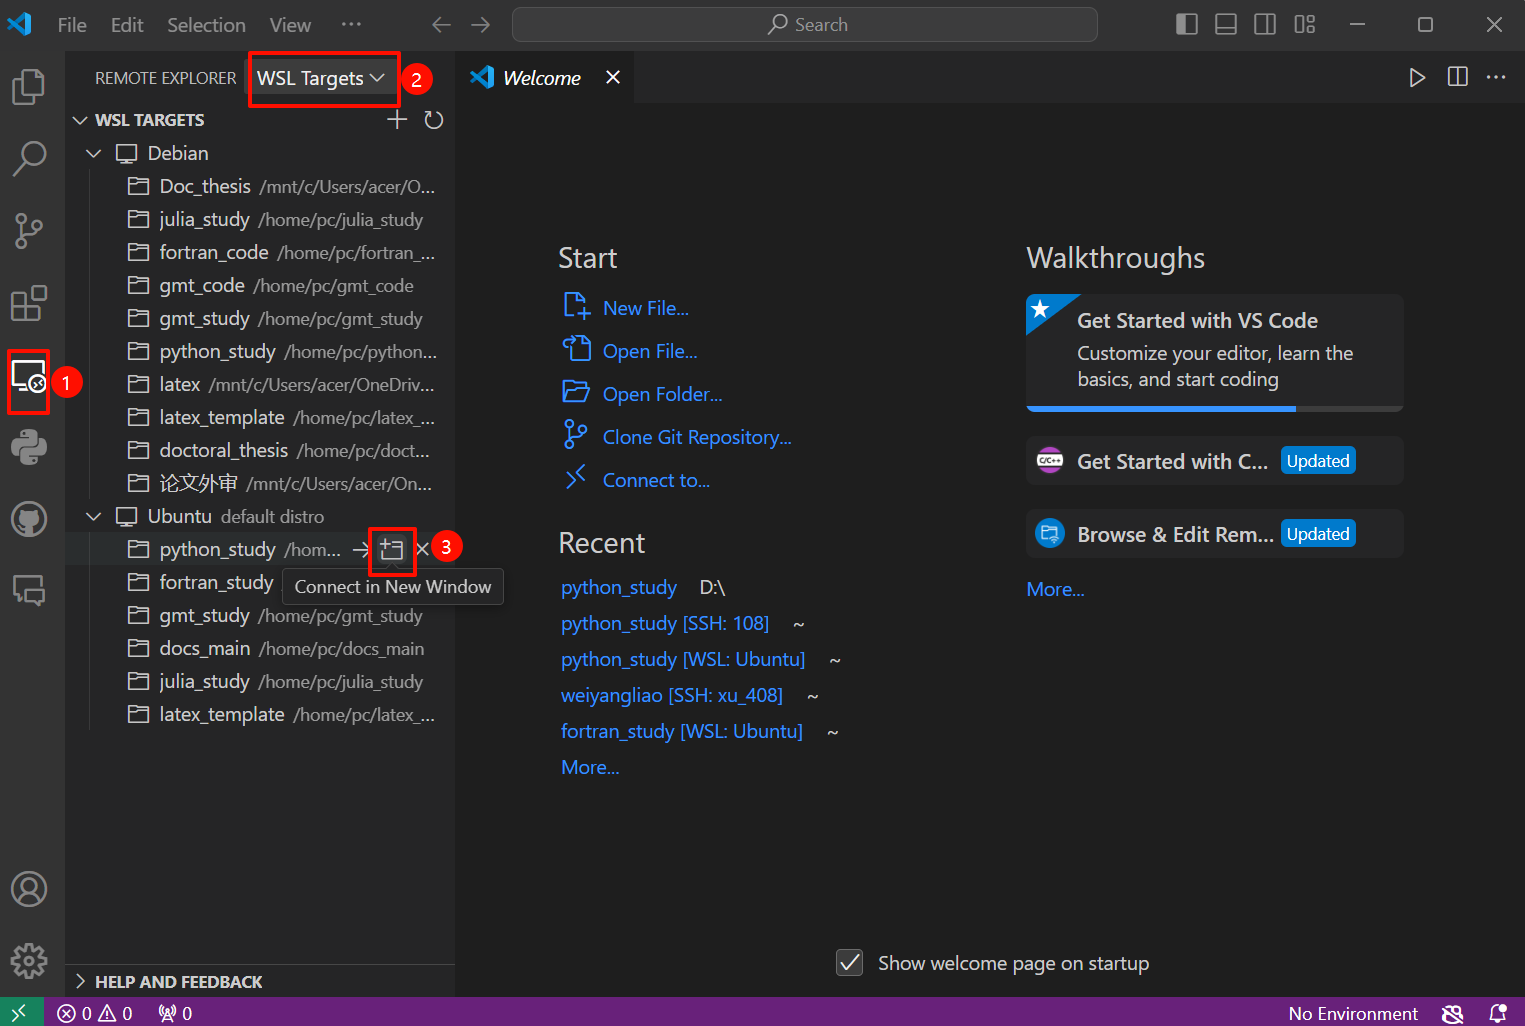 File Edit Selection View ··· Search
REMOTE EXPLORER WSL Targets 2
Welcome
WSL TARGETS
Debian
Doc_thesis /mnt/c/Users/acer/O...
julia_study /home/pc/julia_study
fortran_code /home/pc/fortran_...
gmt_code /home/pc/gmt_code
gmt_study /home/pc/gmt_study
python_study /home/pc/python...
1
latex /mnt/c/Users/acer/OneDriv...
latex_template /home/pc/latex_...
doctoral_thesis /home/pc/doct...
论文外审 /mnt/c/Users/acer/On...
Ubuntu default distro
python_study /hom... 3
fortran_study
Connect in New Window
gmt_study /home/pc/gmt_study
docs_main /home/pc/docs_main
julia_study /home/pc/julia_study
latex_template /home/pc/latex_...
HELP AND FEEDBACK
Start
New File...
Open File...
Open Folder...
Clone Git Repository...
Connect to...
Recent
python_study D:\
python_study [SSH: 108] ~
python_study [WSL: Ubuntu] ~
weiyangliao [SSH: xu_408] ~
fortran_study [WSL: Ubuntu] ~
More...
Walkthroughs
Get Started with VS Code
Customize your editor, learn the
basics, and start coding
C/C++ Get Started with C... Updated
Browse & Edit Rem... Updated
More...
Show welcome page on startup
0 0 0 No Environment